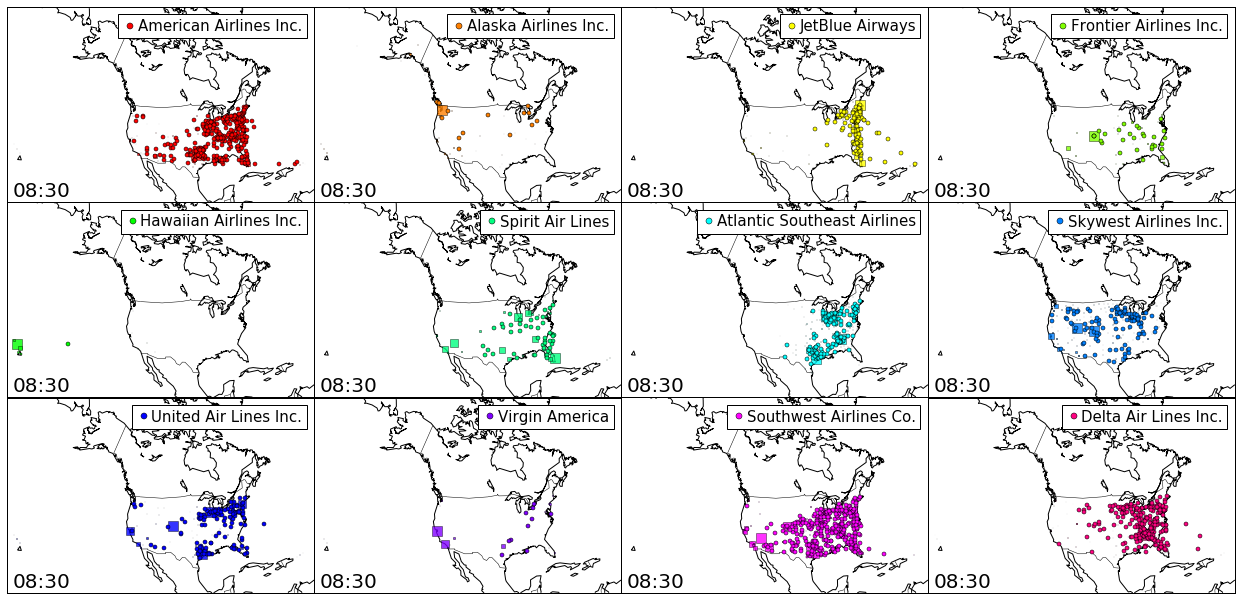 American Airlines Inc.
Alaska Airlines Inc.
JetBlue Airways
Frontier Airlines Inc.
08:30
08:30
08:30
08:30
Hawaiian Airlines Inc.
Spirit Air Lines
Atlantic Southeast Airlines
Skywest Airlines Inc.
08:30
08:30
08:30
08:30
United Air Lines Inc.
Virgin America
Southwest Airlines Co.
Delta Air Lines Inc.
08:30
08:30
08:30
08:30